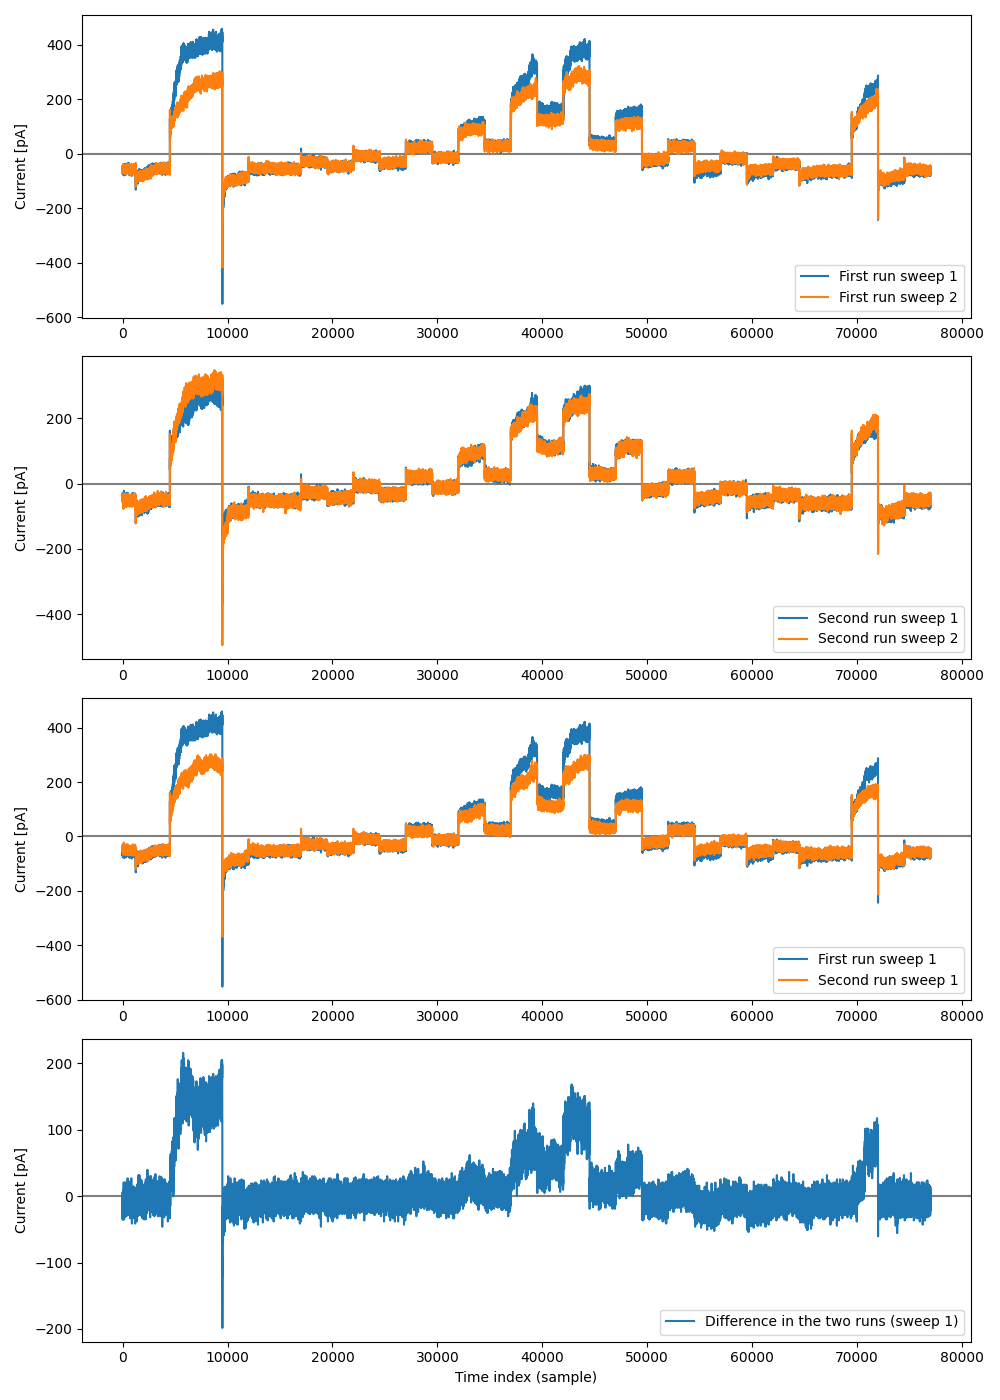 400
200
0
−200
−400
−600
Current [pA]
0 10000 20000 30000 40000 50000 60000 70000 80000
First run sweep 1
First run sweep 2
200
0
−200
−400
Current [pA]
0 10000 20000 30000 40000 50000 60000 70000 80000
Second run sweep 1
Second run sweep 2
400
200
0
−200
−400
−600
Current [pA]
0 10000 20000 30000 40000 50000 60000 70000 80000
First run sweep 1
Second run sweep 1
200
100
0
−100
−200
Current [pA]
0 10000 20000 30000 40000 50000 60000 70000 80000
Difference in the two runs (sweep 1)
Time index (sample)